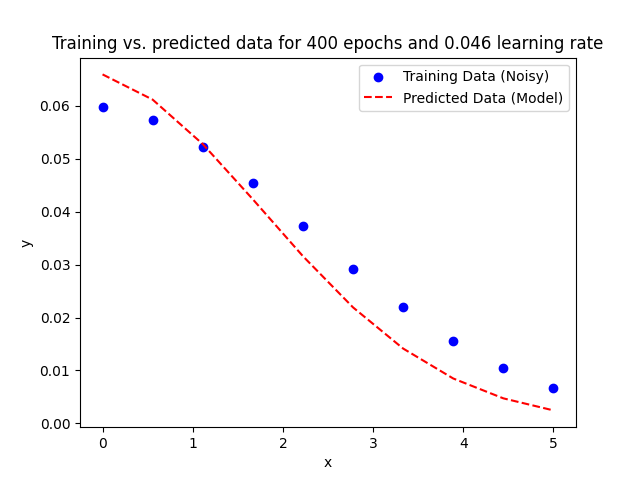 Training vs. predicted data for 400 epochs and 0.046 learning rate
Training Data (Noisy)
Predicted Data (Model)
0.06
0.05
0.04
0.03
0.02
0.01
0.00
y
0 1 2 3 4 5
x